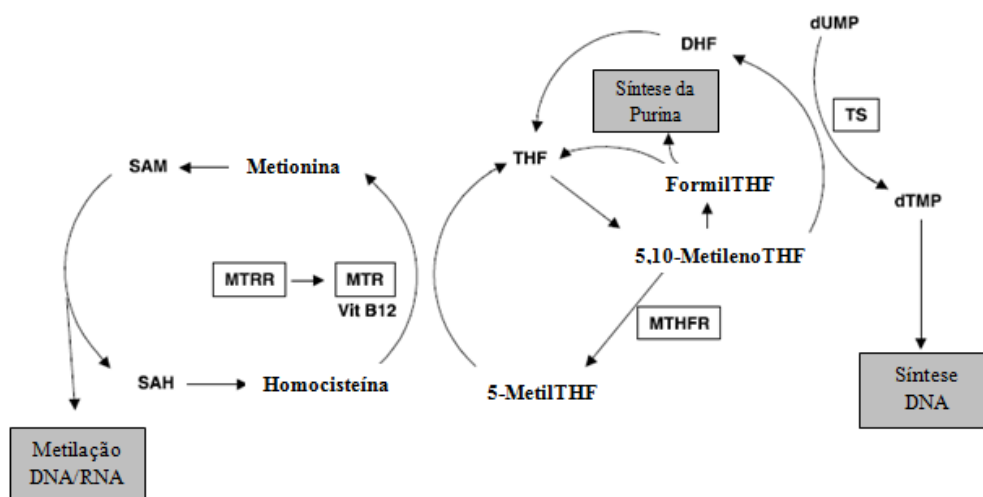 dUMP
DHF
Síntese da
Purina
TS
SAM
Metionina
THF
FormilTHF
dTMP
5,10-MetilenoTHF
MTRR
MTR
Vit B12
MTHFR
SAH
Homocisteína
5-MetilTHF
Síntese
DNA
Metilação
DNA/RNA